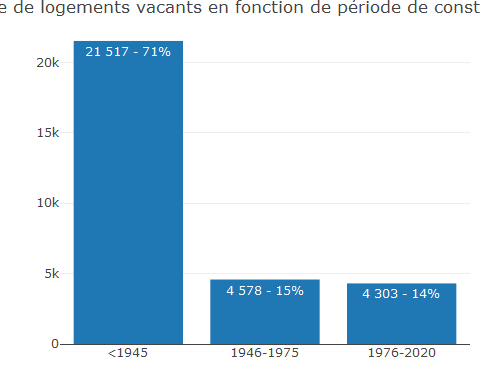 e de logements vacants en fonction de période de const
20k
15k
10k
5k
0
21 517 - 71%
4 578 - 15%
4 303 - 14%
<1945
1946-1975
1976-2020